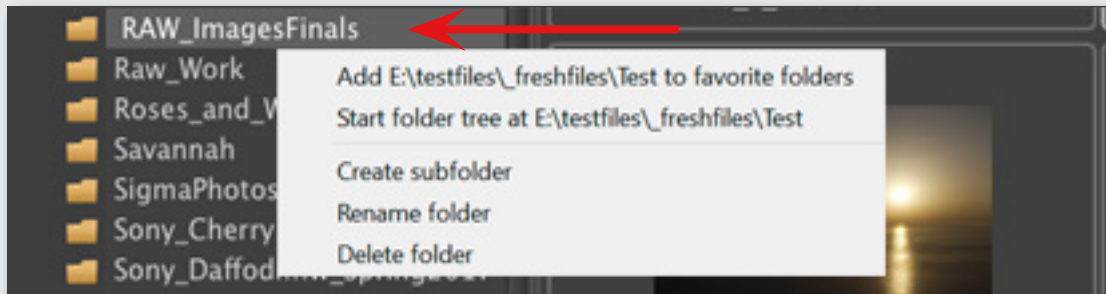 RAW_ImagesFinals
Raw_Work
Add E:\testfiles\_freshfiles\Test to favorite folders
Start folder tree at E:\testfiles\_freshfiles\Test
Savannah
Create subfolder
SigmaPhotos
Rename folder
Sony_Cherry
Delete folder